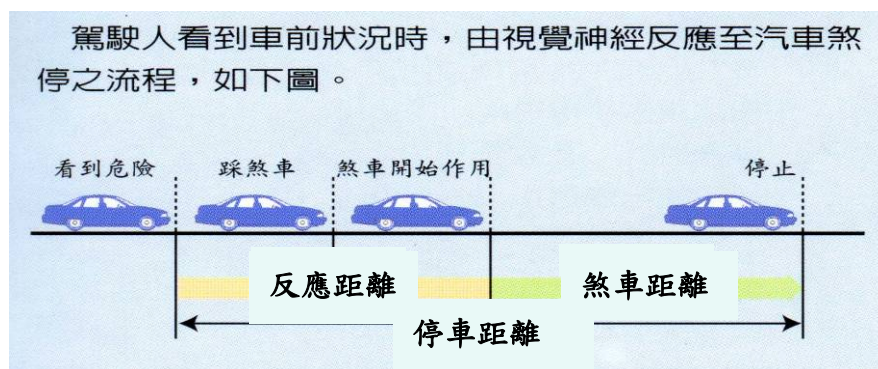 駕駛人看到車前狀況時，由視覺神經反應至汽車煞
停之流程，如下圖。
看到危險 踩煞車 煞車開始作用 停止
反應距離 煞車距離
停車距離